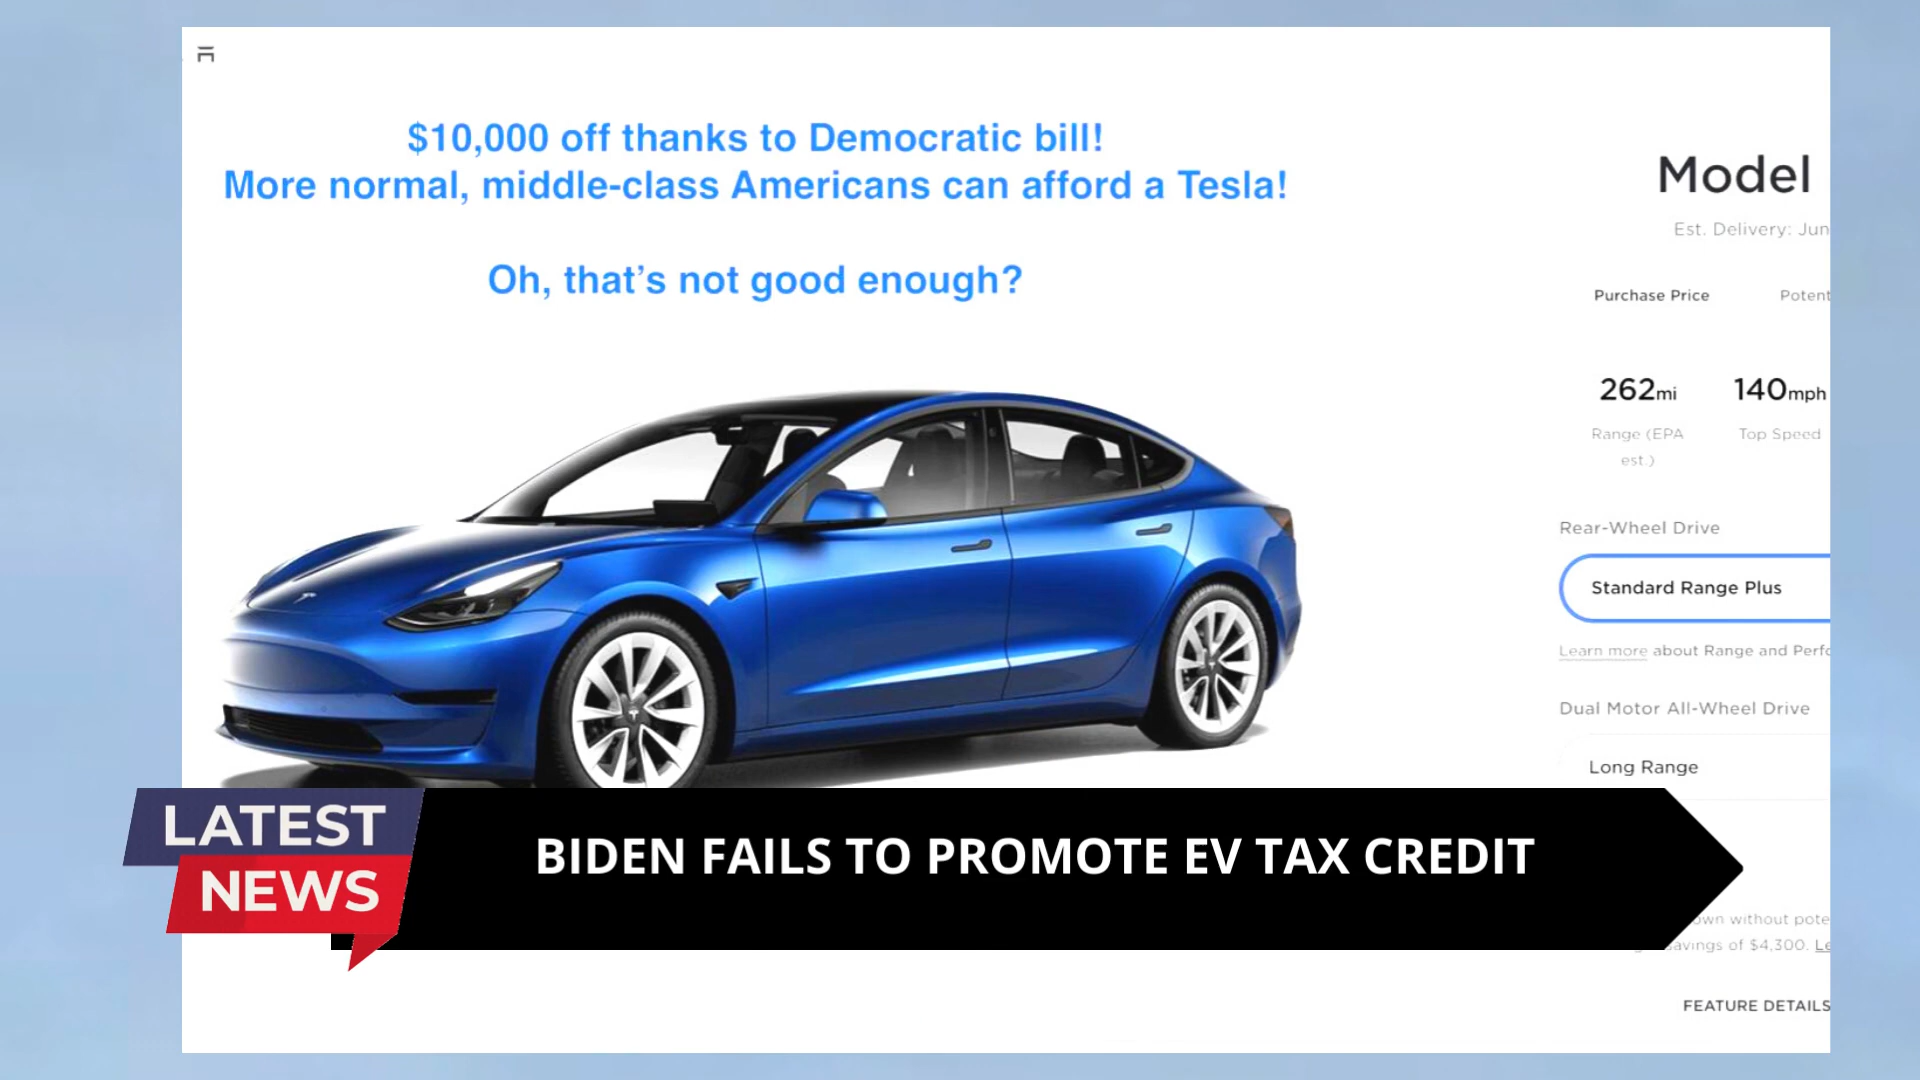 $10,000 off thanks to Democratic bill!
More normal, middle-class Americans can afford a Tesla!
Oh, that's not good enough?
Model
Est. Delivery: Jun
Purchase Price Potent
262mi 140mph
Range (EPA Top Speed
est.)
Rear-Wheel Drive
Standard Range Plus
Learn more about Range and Perfo
Dual Motor All-Wheel Drive
Long Range
LATEST
NEWS
BIDEN FAILS TO PROMOTE EV TAX CREDIT
own without pote
savings of $4,300. Le
FEATURE DETAILS